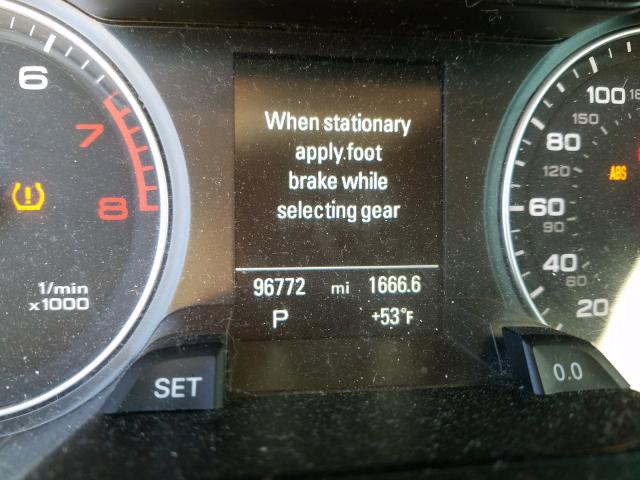 6
7
8
1/min
x1000
SET
When stationary
apply foot
brake while
selecting gear
96772 mi 1666.6
P +53°F
100
150
80
120
ABS
60
90
40
60
20
0.0